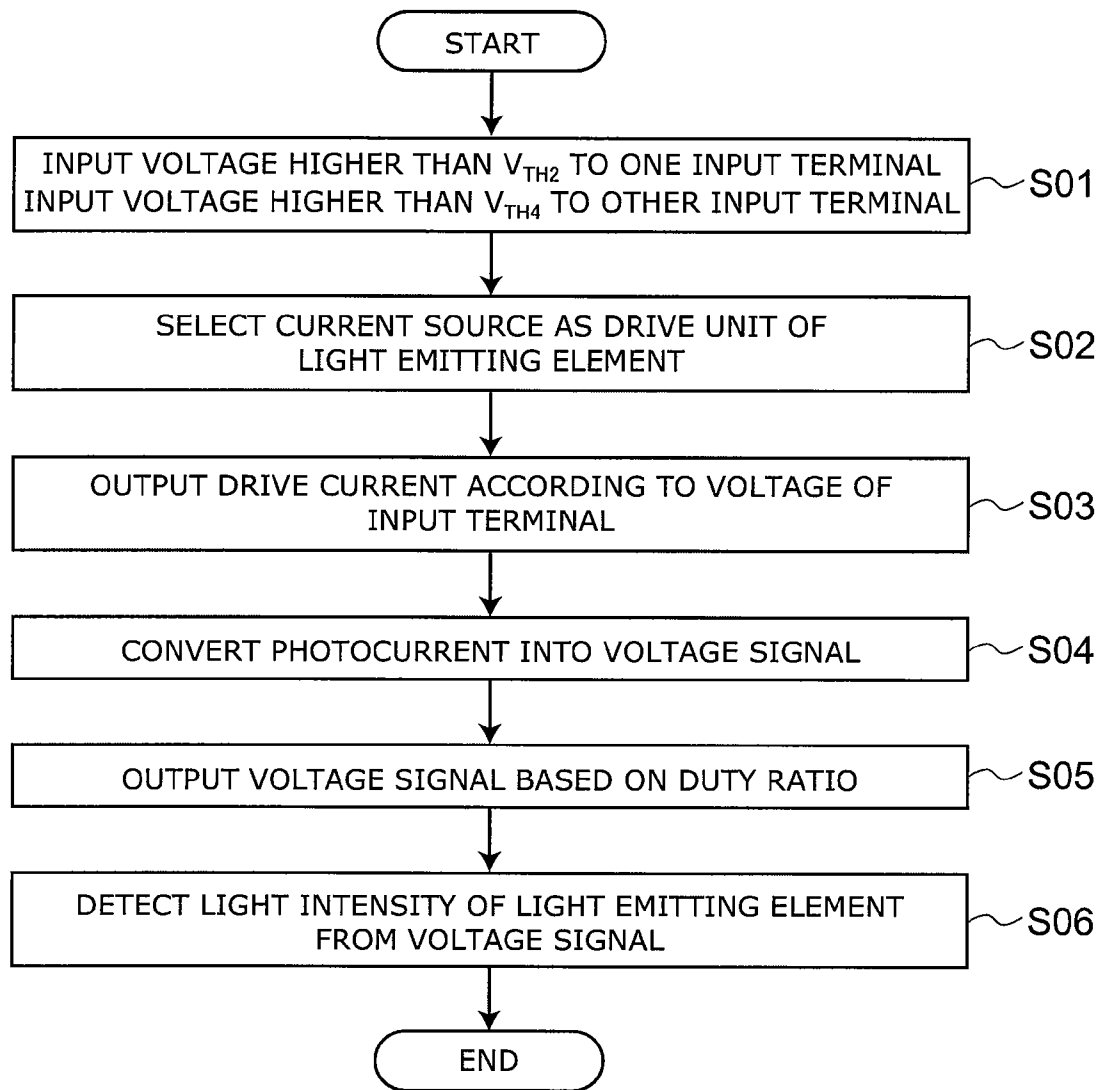 START
INPUT VOLTAGE HIGHER THAN VTH2 TO ONE INPUT TERMINAL
INPUT VOLTAGE HIGHER THAN VTH4 TO OTHER INPUT TERMINAL
S01
SELECT CURRENT SOURCE AS DRIVE UNIT OF
LIGHT EMITTING ELEMENT
S02
OUTPUT DRIVE CURRENT ACCORDING TO VOLTAGE OF
INPUT TERMINAL
S03
CONVERT PHOTOCURRENT INTO VOLTAGE SIGNAL
S04
OUTPUT VOLTAGE SIGNAL BASED ON DUTY RATIO
S05
DETECT LIGHT INTENSITY OF LIGHT EMITTING ELEMENT
FROM VOLTAGE SIGNAL
S06
END